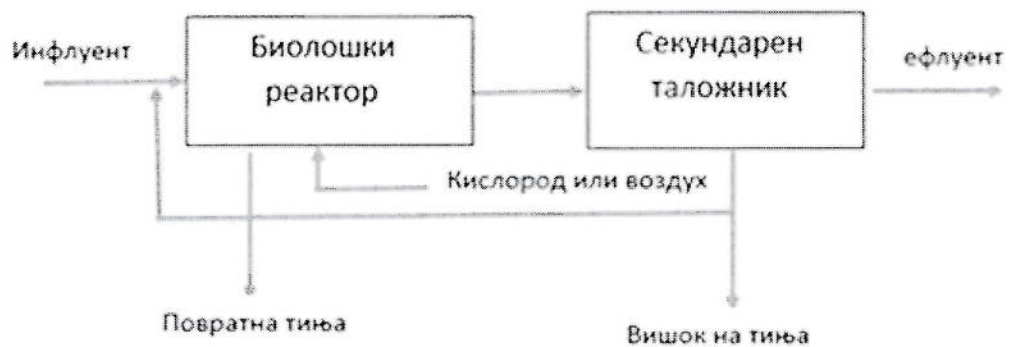 Инфлуент
Биолошки
реактор
Секундарен
таложник
ефлуент
Кислород или воздух
Повратна тиња
Вишок на тиња